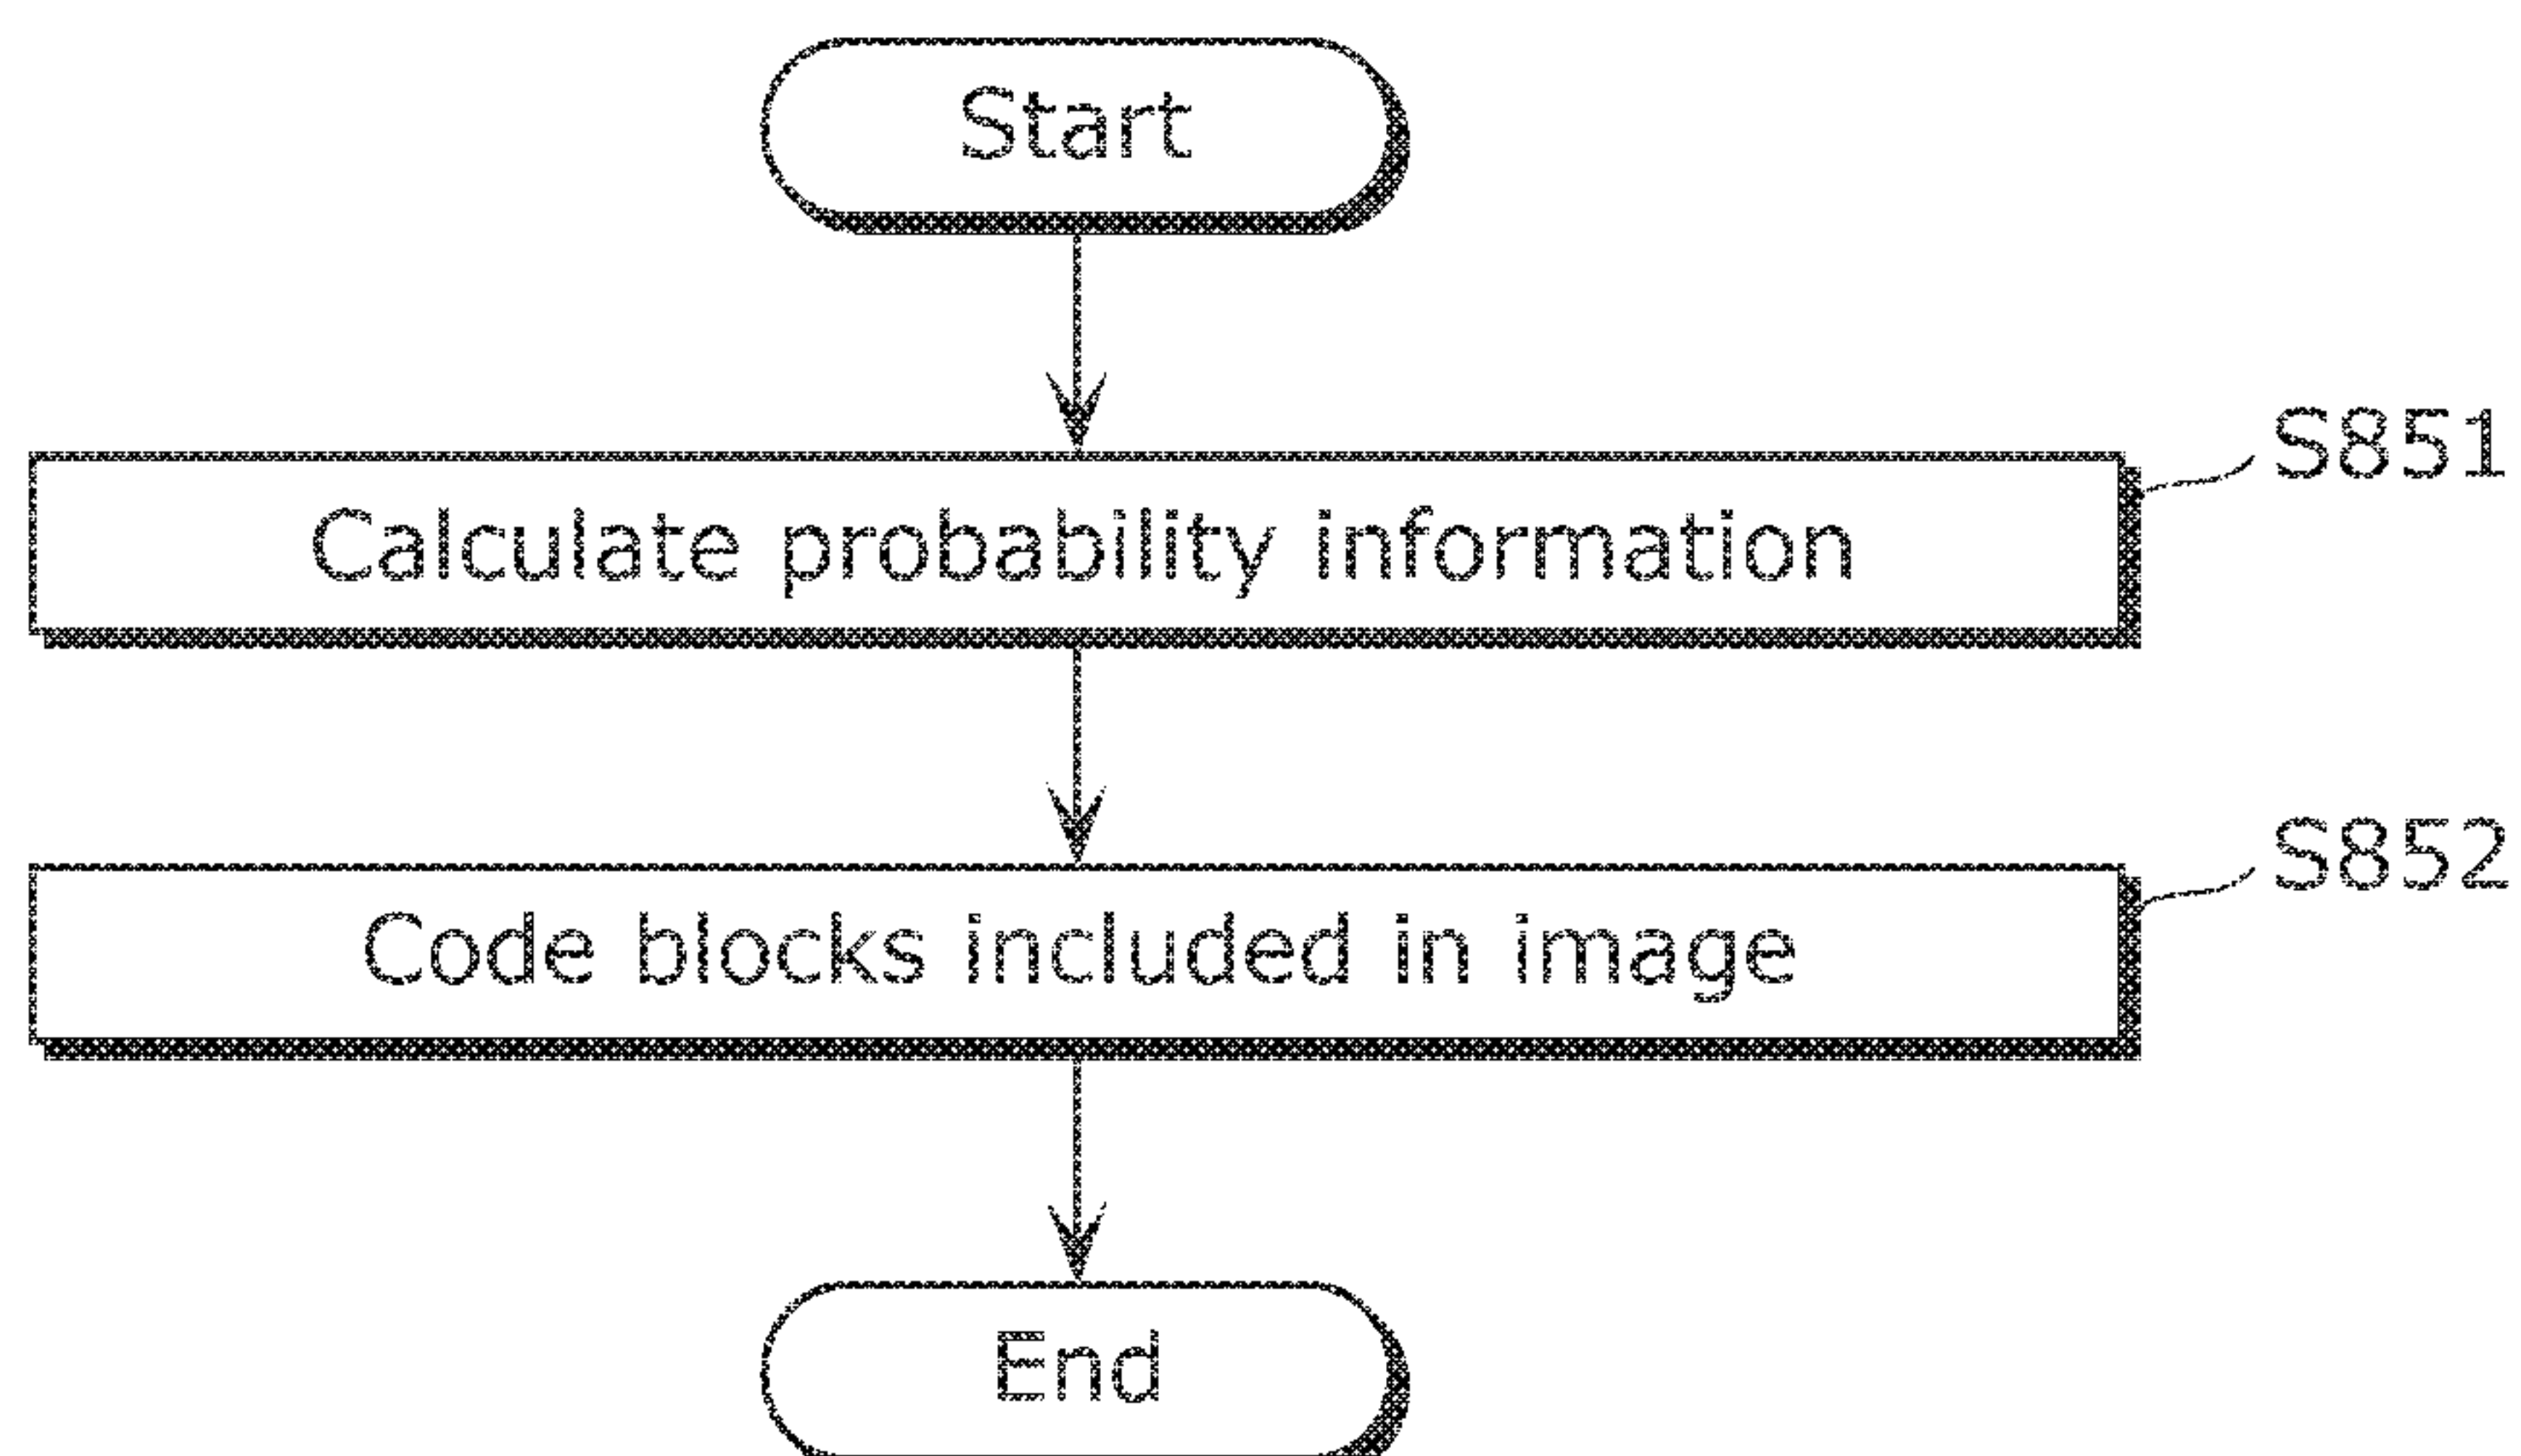 Start
S851
Calculate probability information
S852
Code blocks included in image
End